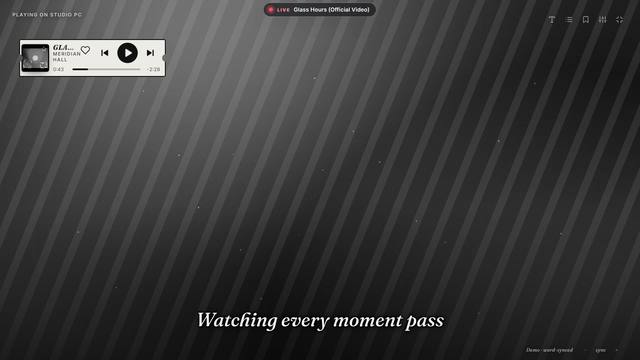 PLAYING ON STUDIO PC
LIVE Glass Hours (Official Video)
GLA...
MERIDIAN
HALL
0:43
-2:28
Watching every moment pass
Demo · word-synced
sync